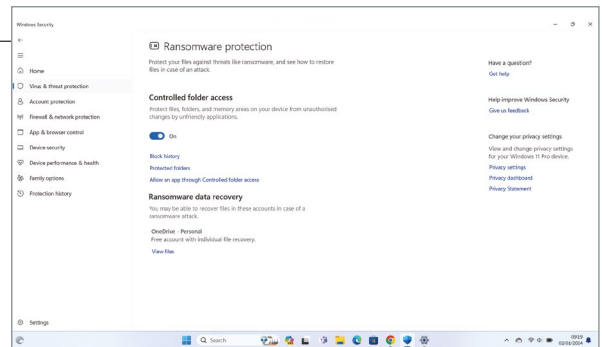 Windows Security
Ransomware protection
Protect your files against threats like ransomware, and see how to restore
files in case of an attack.
Home
Virus & threat protection
Account protection
Firewall & network protection
App & browser control
Device security
Device performance & health
Family options
Protection history
Settings
Controlled folder access
Protect files, folders, and memory areas on your device from unauthorised
changes by unfriendly applications.
On
Block history
Protected folders
Allow an app through Controlled folder access
Ransomware data recovery
You may be able to recover files in these accounts in case of a
ransomware attack.
OneDrive - Personal
Free account with individual file recovery.
View files
Have a question?
Get help
Help improve Windows Security
Give us feedback
Change your privacy settings
View and change privacy settings
for your Windows 11 Pro device.
Privacy settings
Privacy dashboard
Privacy Statement
Search
09:19
02/01/2014